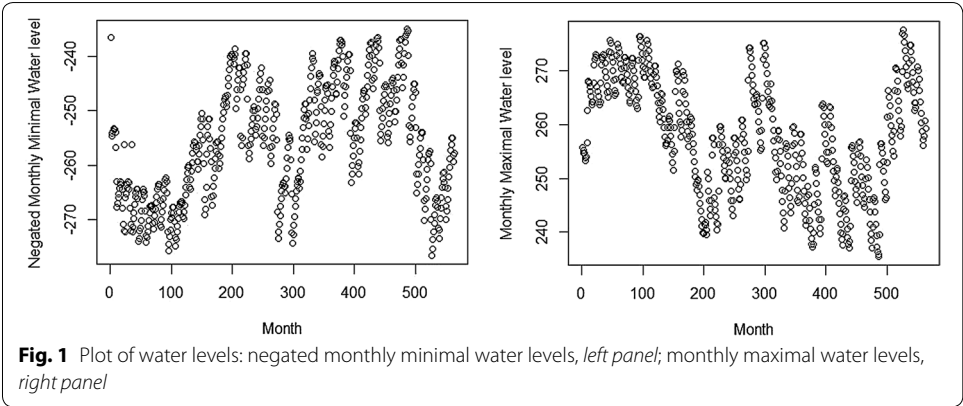 Negated Monthly Minimal Water level
-240
-250
-260
-270
0 100 200 300 400 500
Month
Monthly Maximal Water level
270
260
250
240
0 100 200 300 400 500
Month
Fig. 1 Plot of water levels: negated monthly minimal water levels, left panel; monthly maximal water levels,
right panel